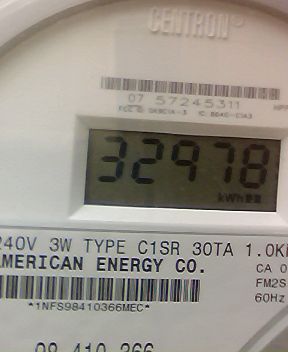 CENTRON®
07 57245311
32978
kWh
240V 3W TYPE C1SR 30TA 1.0K
AMERICAN ENERGY CO.
CA 0
FM2S
60Hz
*1NFS98410366MEC*
98 410 366